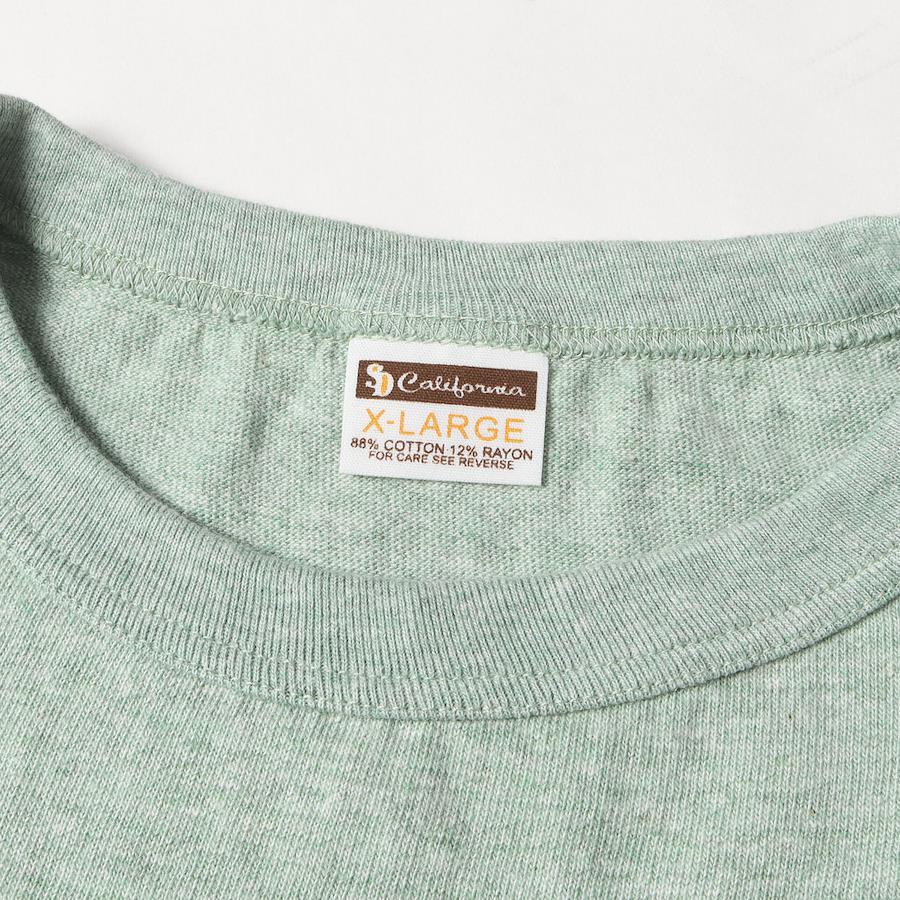 SD California
X-LARGE
88% COTTON 12% RAYON
FOR CARE SEE REVERSE